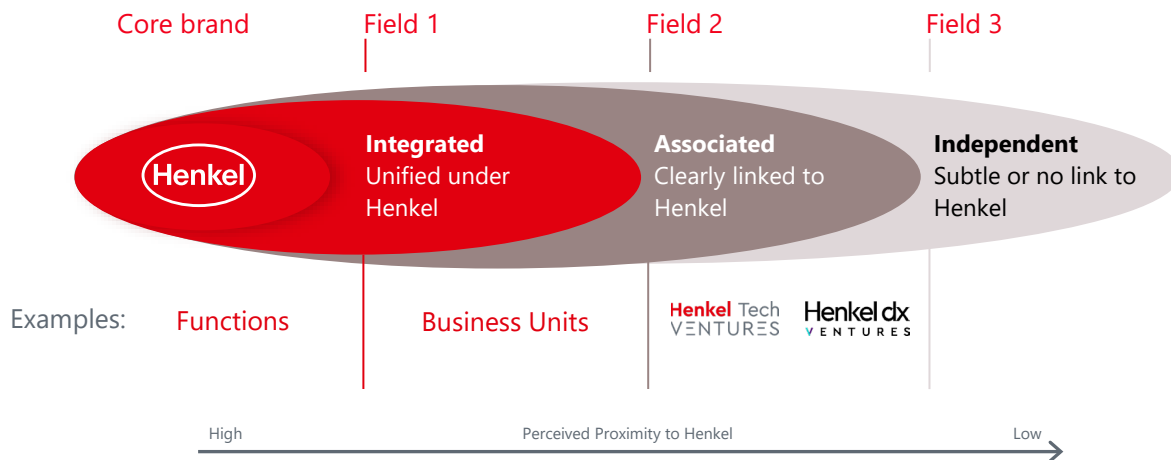 Core brand
Field 1
Field 2
Field 3
Henkel
Integrated
Unified under
Henkel
Associated
Clearly linked to
Henkel
Independent
Subtle or no link to
Henkel
Examples:
Functions
Business Units
Henkel Tech
VENTURES
Henkel dx
VENTURES
High
Perceived Proximity to Henkel
Low